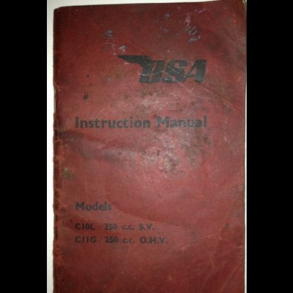 BSA
Instruction Manual
Models
C10L 250 c.c. S.V.
C11G 250 c.c. O.H.V.